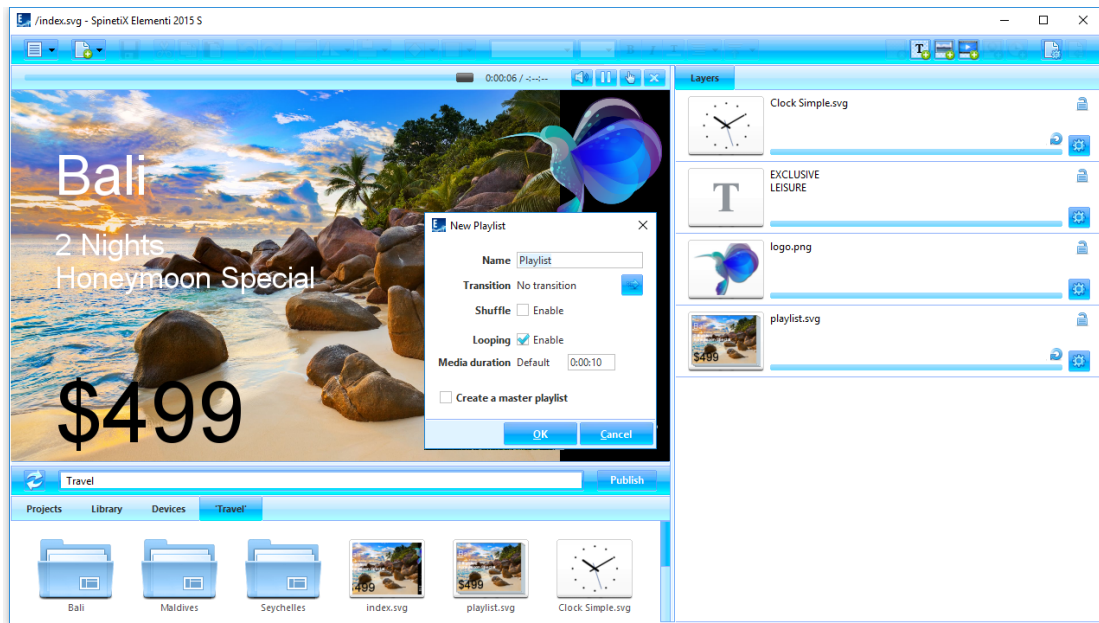 /index.svg - SpinetiX Elementi 2015 S
0:00:06 / -:--:--
Layers
Clock Simple.svg
EXCLUSIVE
LEISURE
logo.png
playlist.svg
Bali
2 Nights
Honeymoon Special
$499
New Playlist
Name Playlist
Transition No transition
Shuffle Enable
Looping Enable
Media duration Default 0:00:10
Create a master playlist
OK Cancel
Travel Publish
Projects Library Devices 'Travel'
Bali Maldives Seychelles index.svg playlist.svg Clock Simple.svg